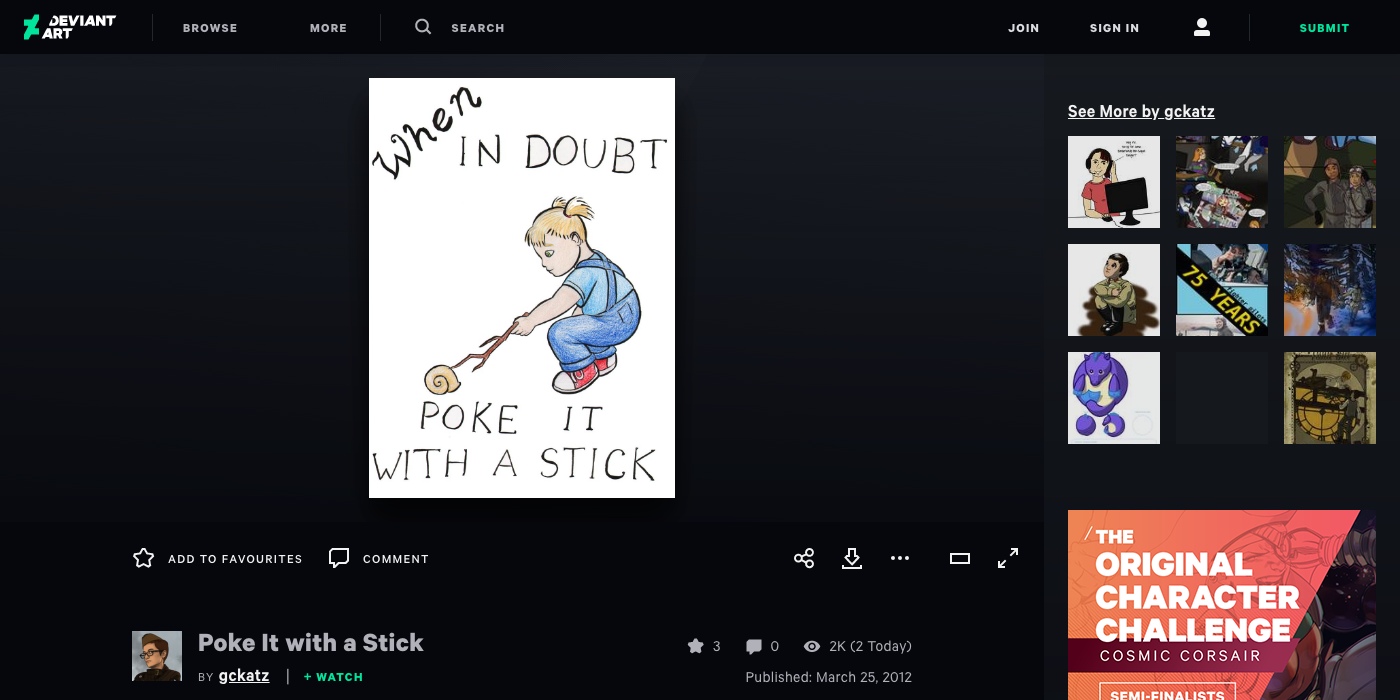 DEVIANT
ART
BROWSE
MORE
SEARCH
JOIN
SIGN IN
SUBMIT
When
IN DOUBT
POKE IT
WITH A STICK
See More by gckatz
75 YEARS
ADD TO FAVOURITES
COMMENT
Poke It with a Stick
BY gckatz | + WATCH
3
0
2K (2 Today)
Published: March 25, 2012
THE
ORIGINAL
CHARACTER
CHALLENGE
COSMIC CORSAIR
SEMI-FINALISTS